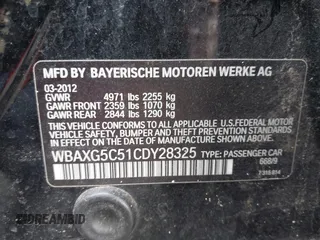 MFD BY BAYERISCHE MOTOREN WERKE AG
03-2012
GVWR 4971 lbs 2255 kg
GAWR FRONT 2359 lbs 1070 kg
GAWR REAR 2844 lbs 1290 kg
THIS VEHICLE CONFORMS TO ALL APPLICABLE U.S.FEDERAL MOTOR
VEHICLE SAFETY, BUMPER, AND THEFT PREVENTION STANDARDS IN
EFFECT ON THE DATE OF MANUFACTURE SHOWN ABOVE.
WBAXG5C51CDY28325 TYPE: PASSENGER CAR
668/9
DREAMBID